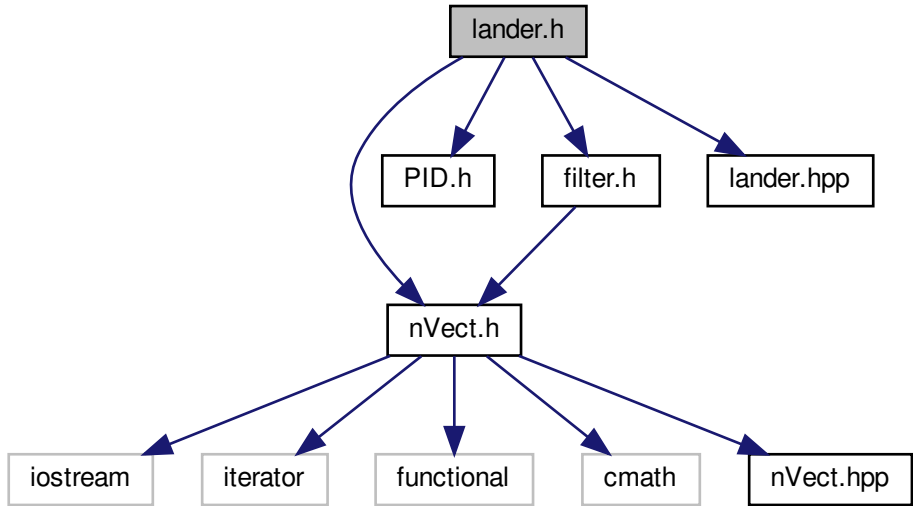 lander.h
PID.h
filter.h
lander.hpp
nVect.h
iostream
iterator
functional
cmath
nVect.hpp